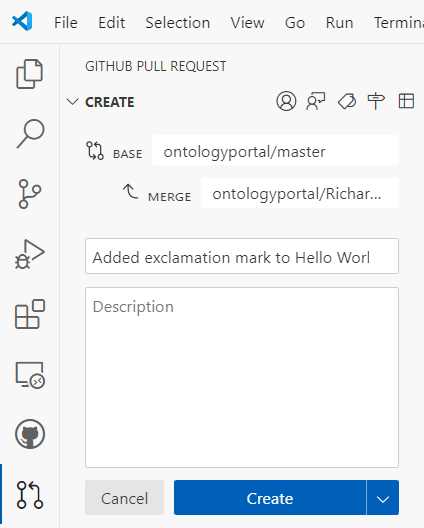 File Edit Selection View Go Run Termina
GITHUB PULL REQUEST
CREATE
BASE ontologyportal/master
MERGE ontologyportal/Richar...
Added exclamation mark to Hello Worl
Description
Cancel Create